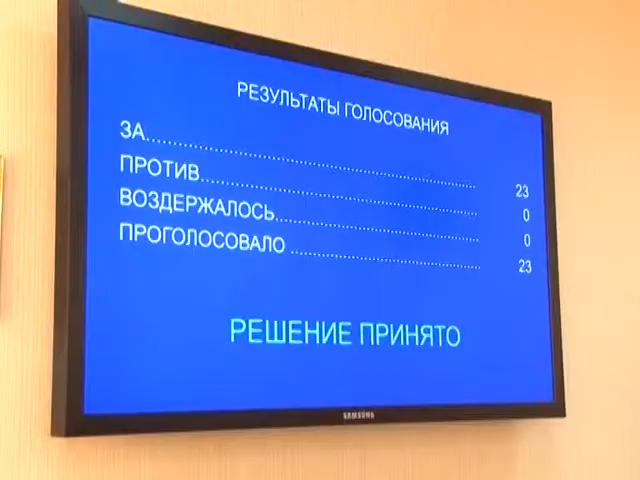 РЕЗУЛЬТАТЫ ГОЛОСОВАНИЯ
ЗА........................................................ 23
ПРОТИВ.............................................. 0
ВОЗДЕРЖАЛОСЬ.................................. 0
ПРОГОЛОСОВАЛО ................................ 23
РЕШЕНИЕ ПРИНЯТО
SAMSUNG